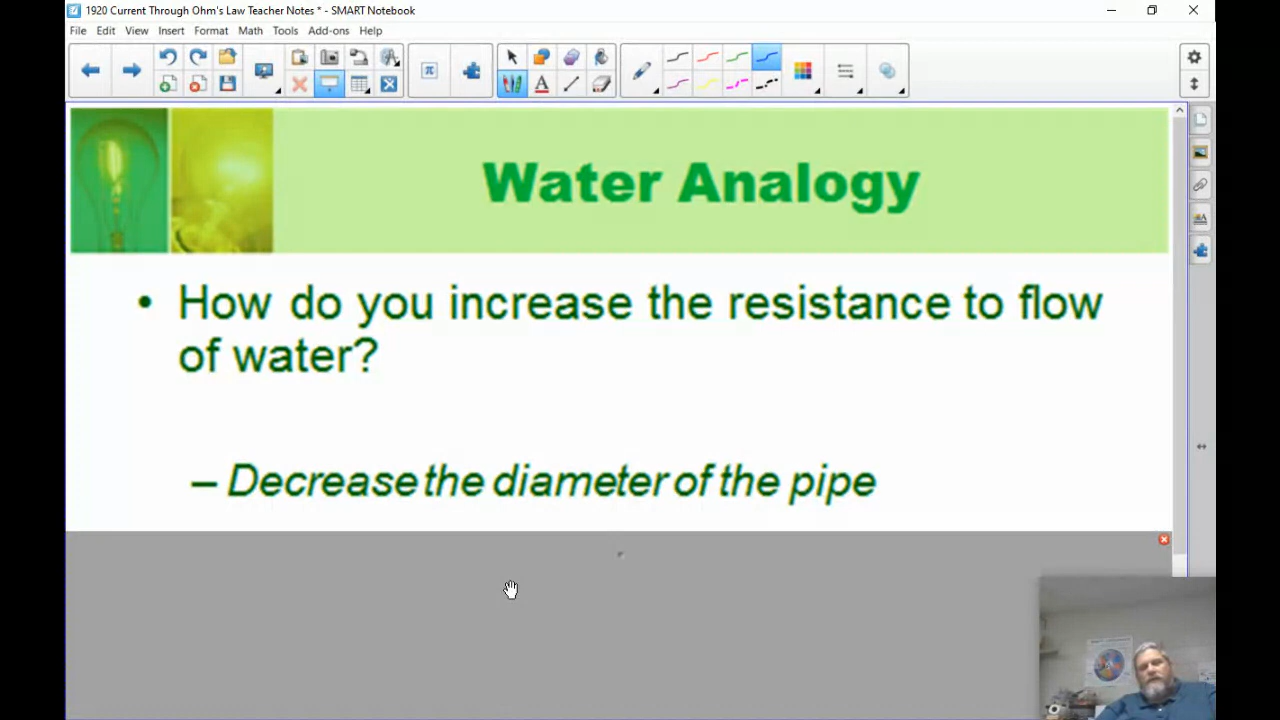 1920 Current Through Ohm's Law Teacher Notes * - SMART Notebook
File Edit View Insert Format Math Tools Add-ons Help
Water Analogy
• How do you increase the resistance to flow
of water?
– Decrease the diameter of the pipe